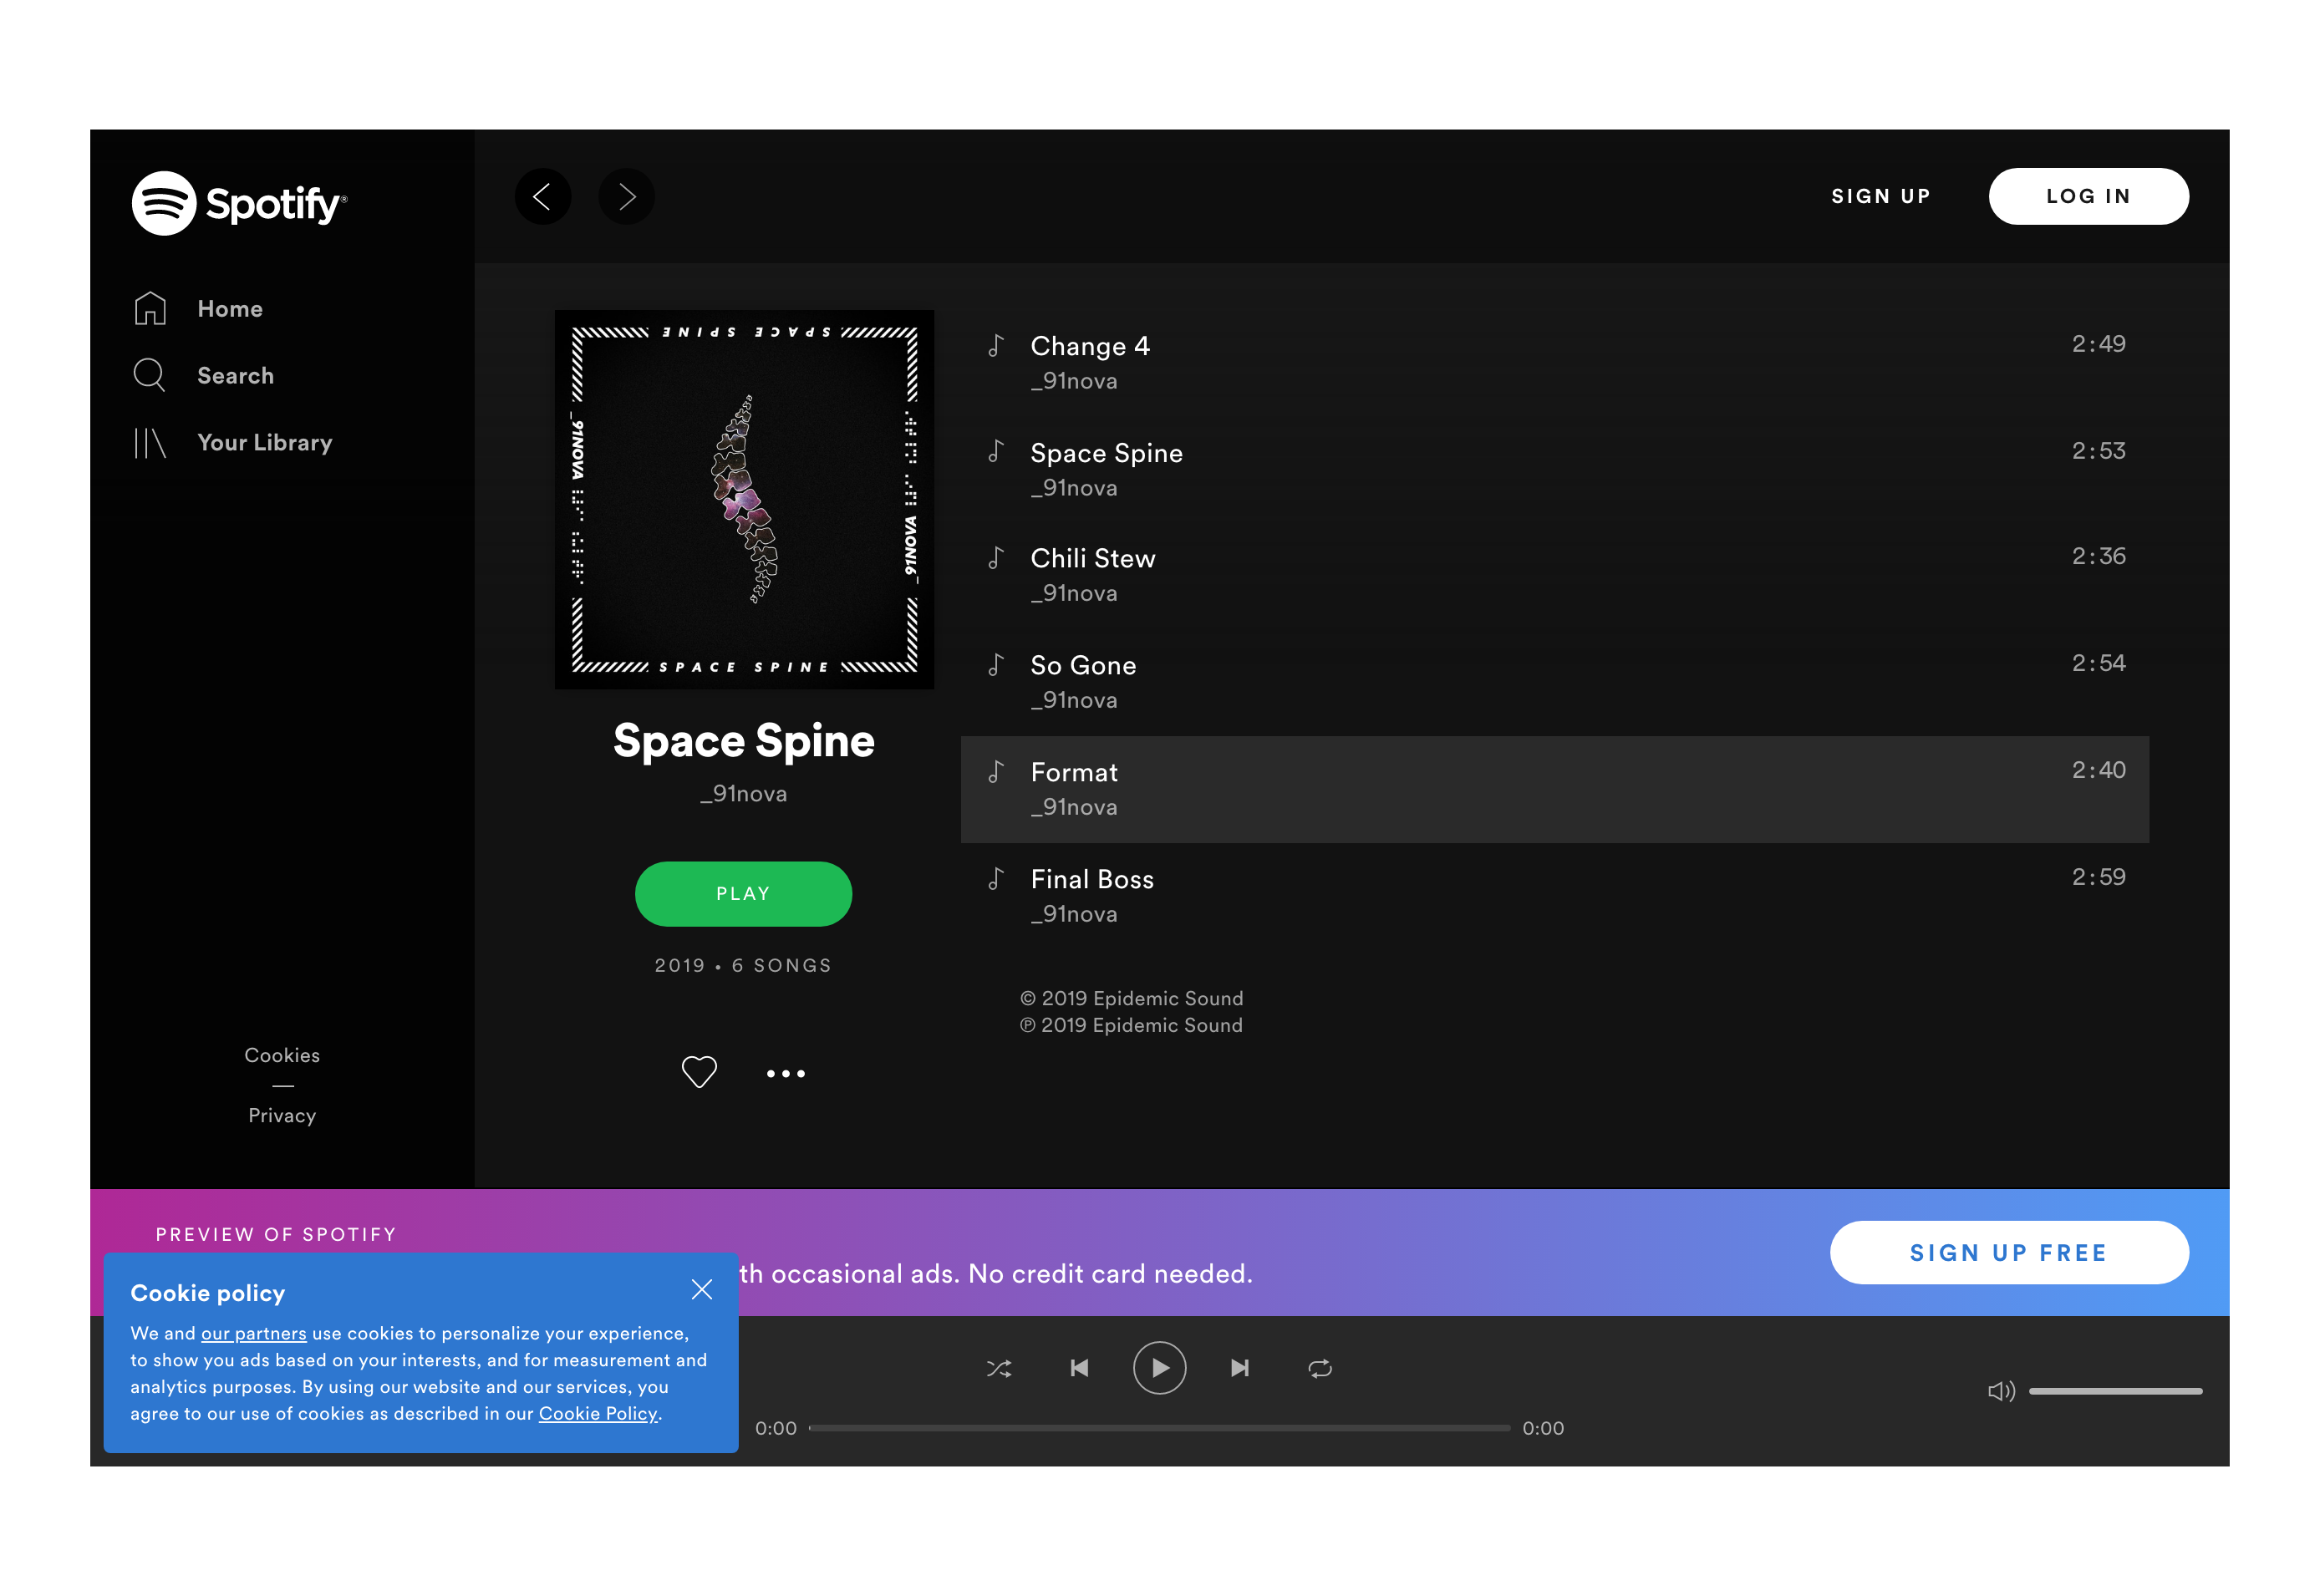 Spotify®
SIGN UP
LOG IN
Home
Search
Your Library
SPACE SPINE
_91NOVA
_91NOVA
SPACE SPINE
Space Spine
_91nova
PLAY
2019 • 6 SONGS
Change 4
2:49
_91nova
Space Spine
2:53
_91nova
Chili Stew
2:36
_91nova
So Gone
2:54
_91nova
Format
2:40
_91nova
Final Boss
2:59
_91nova
© 2019 Epidemic Sound
℗ 2019 Epidemic Sound
Cookies
Privacy
PREVIEW OF SPOTIFY
th occasional ads. No credit card needed.
SIGN UP FREE
Cookie policy
We and our partners use cookies to personalize your experience,
to show you ads based on your interests, and for measurement and
analytics purposes. By using our website and our services, you
agree to our use of cookies as described in our Cookie Policy.
0:00
0:00